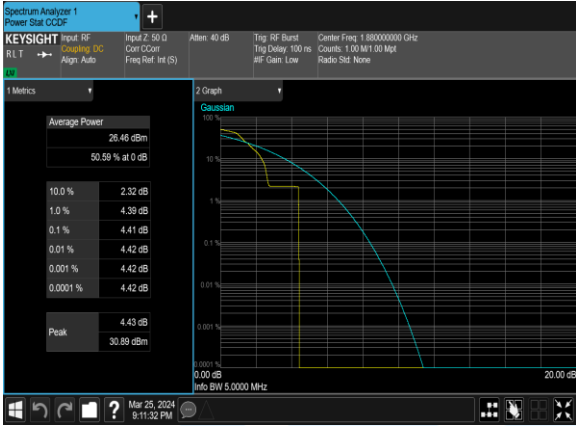 Spectrum Analyzer 1
Power Stat CCDF
+
KEYSIGHT
RLT
LXI
Input: RF
Coupling: DC
Align: Auto
Input Z: 50 Ω
Corr CCorr
Freq Ref: Int (S)
Atten: 40 dB
Trig: RF Burst
Trig Delay: 100 ns
#IF Gain: Low
Center Freq: 1.880000000 GHz
Counts: 1.00 M/1.00 Mpt
Radio Std: None
1 Metrics
Average Power
26.46 dBm
50.59 % at 0 dB
10.0 % 2.32 dB
1.0 % 4.39 dB
0.1 % 4.41 dB
0.01 % 4.42 dB
0.001 % 4.42 dB
0.0001 % 4.42 dB
Peak
4.43 dB
30.89 dBm
2 Graph
Gaussian
100 %
10 %
1 %
0.1 %
0.01 %
0.001 %
0.0001 %
0.00 dB
20.00 dB
Info BW 5.0000 MHz
?
Mar 25, 2024
9:11:32 PM